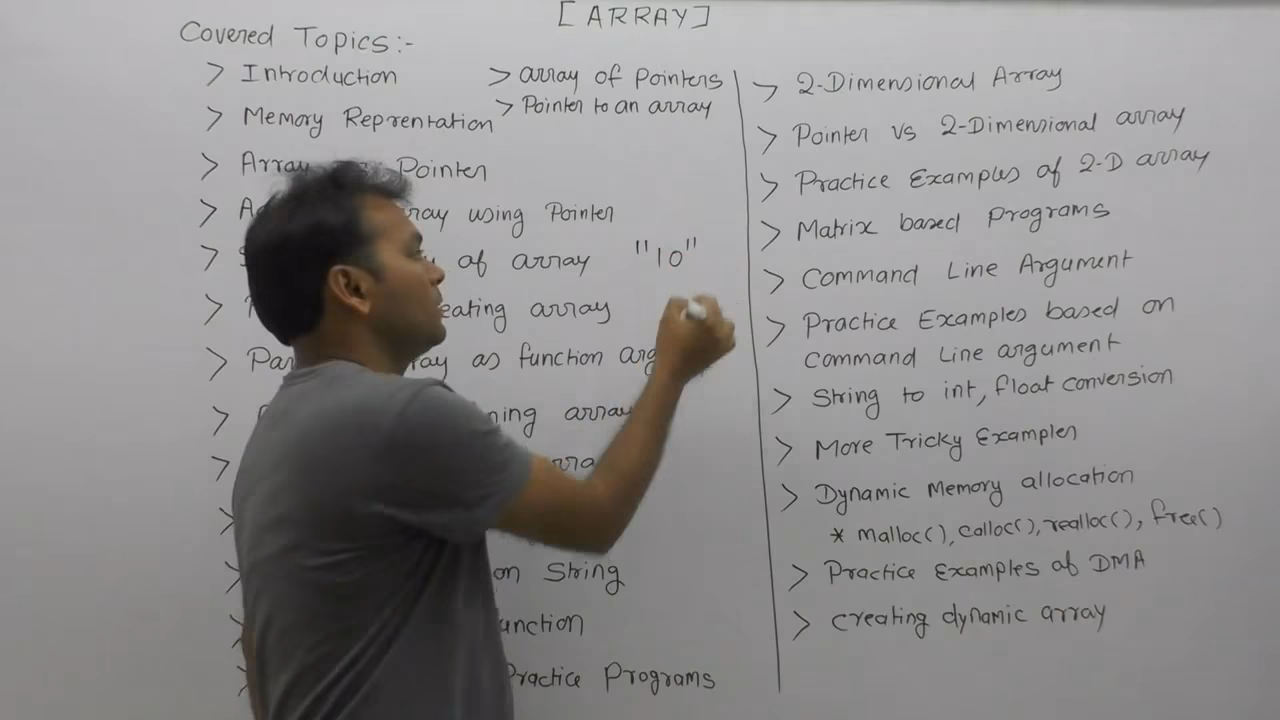 [ARRAY]
Covered Topics:-
> Introduction
> Memory Reprentation
> Array Pointer
> ray using Pointer
> of array "10"
> eating array
> Par ray as function arg
> ning array
>
>
> on String
> unction
> Practice Programs
> array of Pointers
> Pointer to an array
> 2-Dimensional Array
> Pointer vs 2-Dimensional array
> Practice Examples of 2-D array
> Matrix based Programs
> Command Line Argument
> Practice Examples based on
Command Line argument
> String to int, float conversion
> More Tricky Examples
> Dynamic Memory allocation
* malloc(), calloc(), realloc(), free()
> Practice Examples of DMA
> creating dynamic array